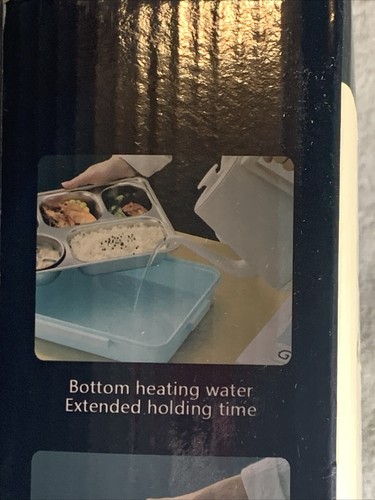 Bottom heating water
Extended holding time